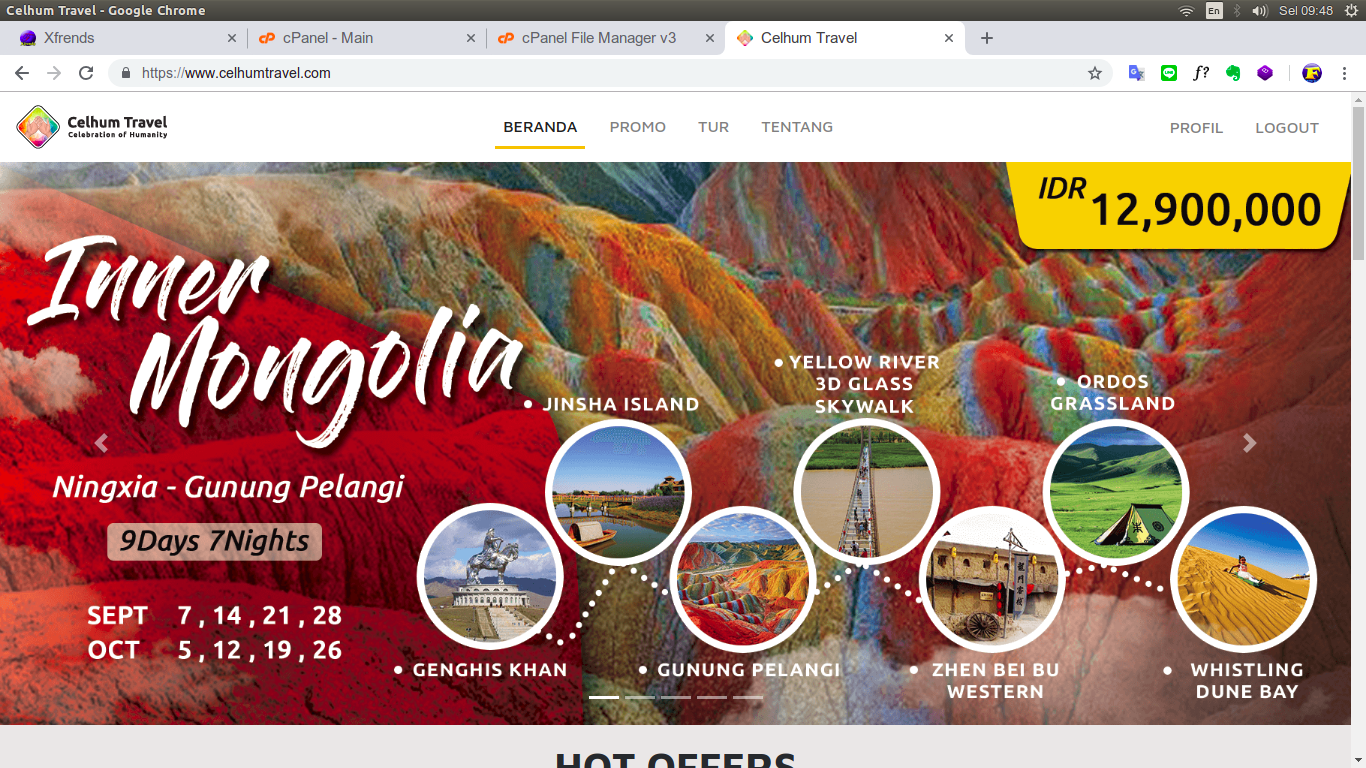 Celhum Travel - Google Chrome
En
Sel 09:48
Xfrends
cPanel - Main
cPanel File Manager v3
Celhum Travel
https://www.celhumtravel.com
f?
Celhum Travel
Celebration of Humanity
BERANDA
PROMO
TUR
TENTANG
PROFIL
LOGOUT
IDR 12,900,000
Inner
Mongolia
Ningxia - Gunung Pelangi
9Days 7Nights
SEPT 7 , 14 , 21 , 28
OCT 5 , 12 , 19 , 26
• JINSHA ISLAND
• YELLOW RIVER
3D GLASS
SKYWALK
• ORDOS
GRASSLAND
• GENGHIS KHAN
• GUNUNG PELANGI
• ZHEN BEI BU
WESTERN
• WHISTLING
DUNE BAY
HOT OFFERS